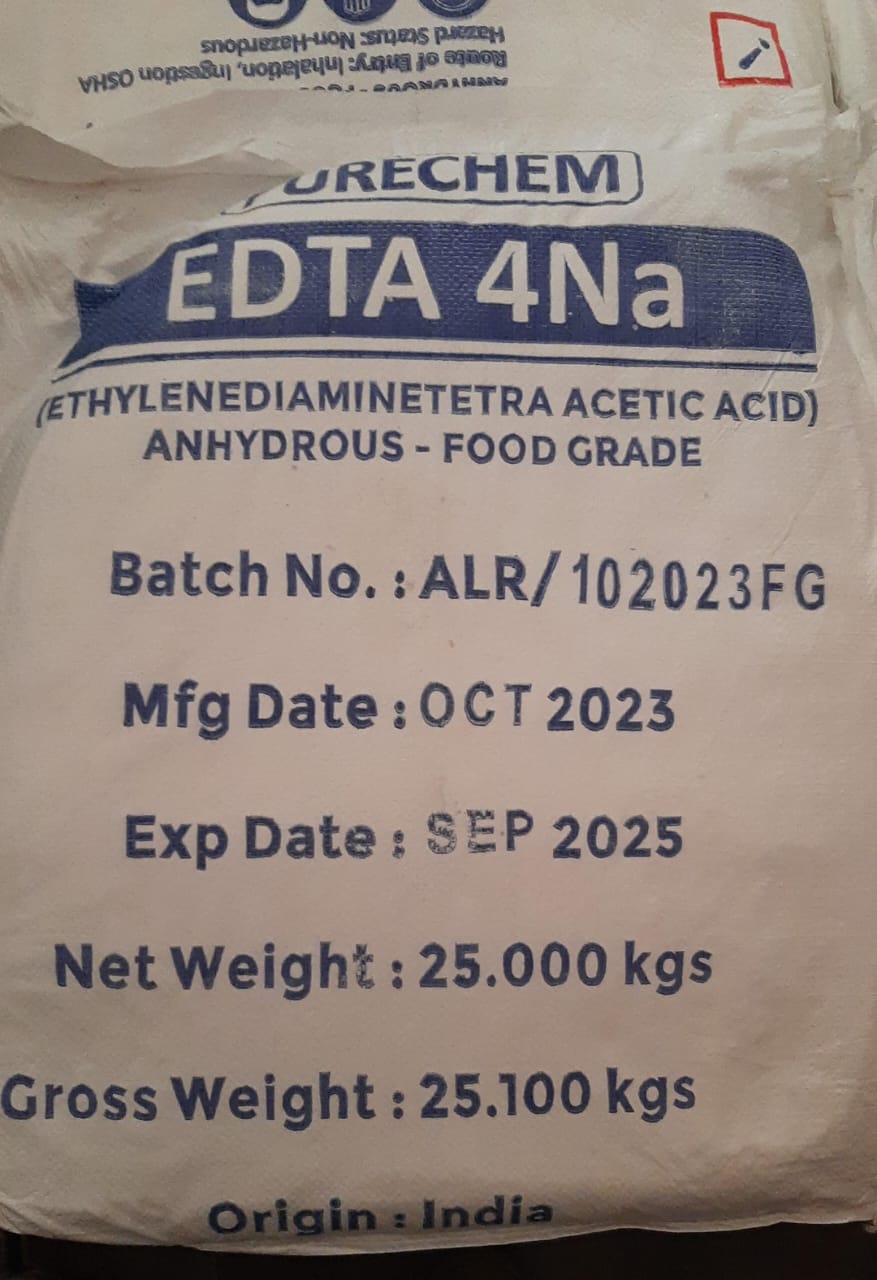 Hazard Status: Non-Hazardous
Route of Entry: Inhalation, Ingestion OSHA
PURECHEM
EDTA 4Na
(ETHYLENEDIAMINETETRA ACETIC ACID)
ANHYDROUS - FOOD GRADE
Batch No. : ALR/102023FG
Mfg Date : OCT 2023
Exp Date : SEP 2025
Net Weight : 25.000 kgs
Gross Weight : 25.100 kgs
Origin : India